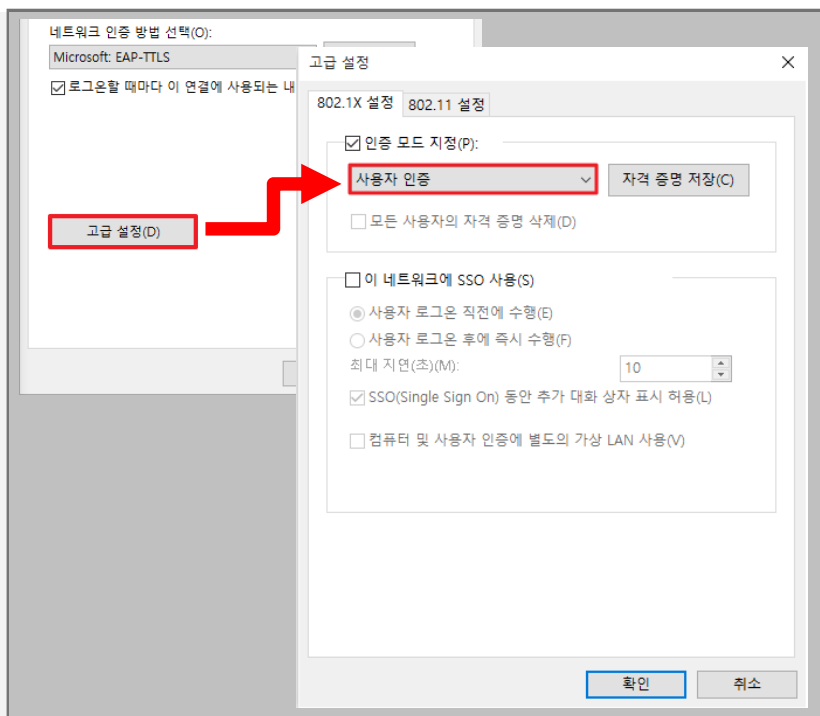 네트워크 인증 방법 선택(O):
Microsoft: EAP-TTLS
로그온할 때마다 이 연결에 사용되는 내
고급 설정(D)
고급 설정
802.1X 설정
802.11 설정
인증 모드 지정(P):
사용자 인증
자격 증명 저장(C)
모든 사용자의 자격 증명 삭제(D)
이 네트워크에 SSO 사용(S)
사용자 로그온 직전에 수행(E)
사용자 로그온 후에 즉시 수행(F)
최대 지연(초)(M):
10
SSO(Single Sign On) 동안 추가 대화 상자 표시 허용(L)
컴퓨터 및 사용자 인증에 별도의 가상 LAN 사용(V)
확인
취소